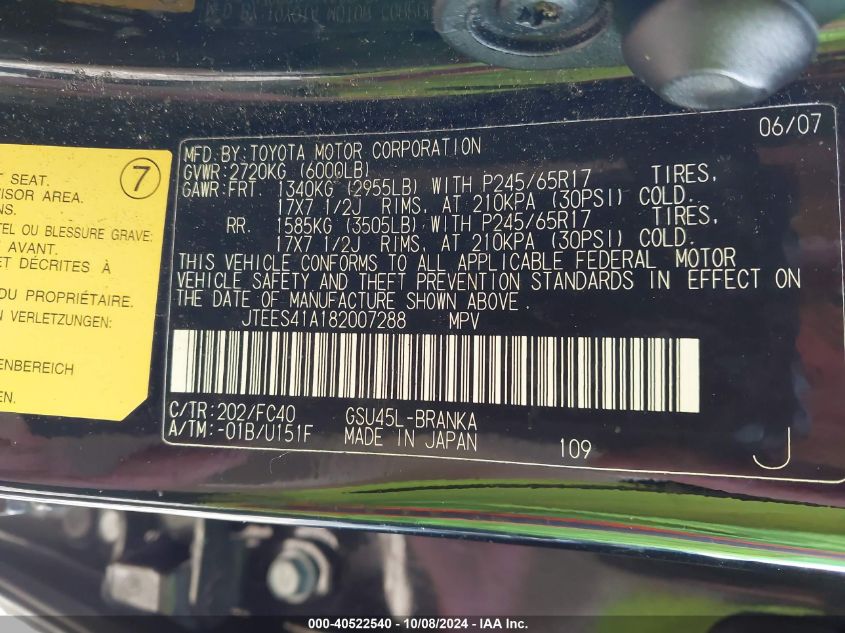 06/07
MFD.BY:TOYOTA MOTOR CORPORATION
GVWR:2720KG (6000LB)
GAWR:FRT. 1340KG (2955LB) WITH P245/65R17 TIRES,
17X7 1/2J RIMS, AT 210KPA (30PSI) COLD.
RR. 1585KG (3505LB) WITH P245/65R17 TIRES,
17X7 1/2J RIMS, AT 210KPA (30PSI) COLD.
THIS VEHICLE CONFORMS TO ALL APPLICABLE FEDERAL MOTOR
VEHICLE SAFETY AND THEFT PREVENTION STANDARDS IN EFFECT ON
THE DATE OF MANUFACTURE SHOWN ABOVE.
JTEES41A182007288 MPV
C/TR:202/FC40 GSU45L-BRANKA
A/TM:-01B/U151F MADE IN JAPAN 109 J
7
T SEAT.
VISOR AREA.
NS.
TEL OU BLESSURE GRAVE:
AVANT.
ET DÉCRITES À
DU PROPRIÉTAIRE.
N VERLETZUNGEN:
ENBEREICH
EN.
000-40522540 - 10/08/2024 - IAA Inc.